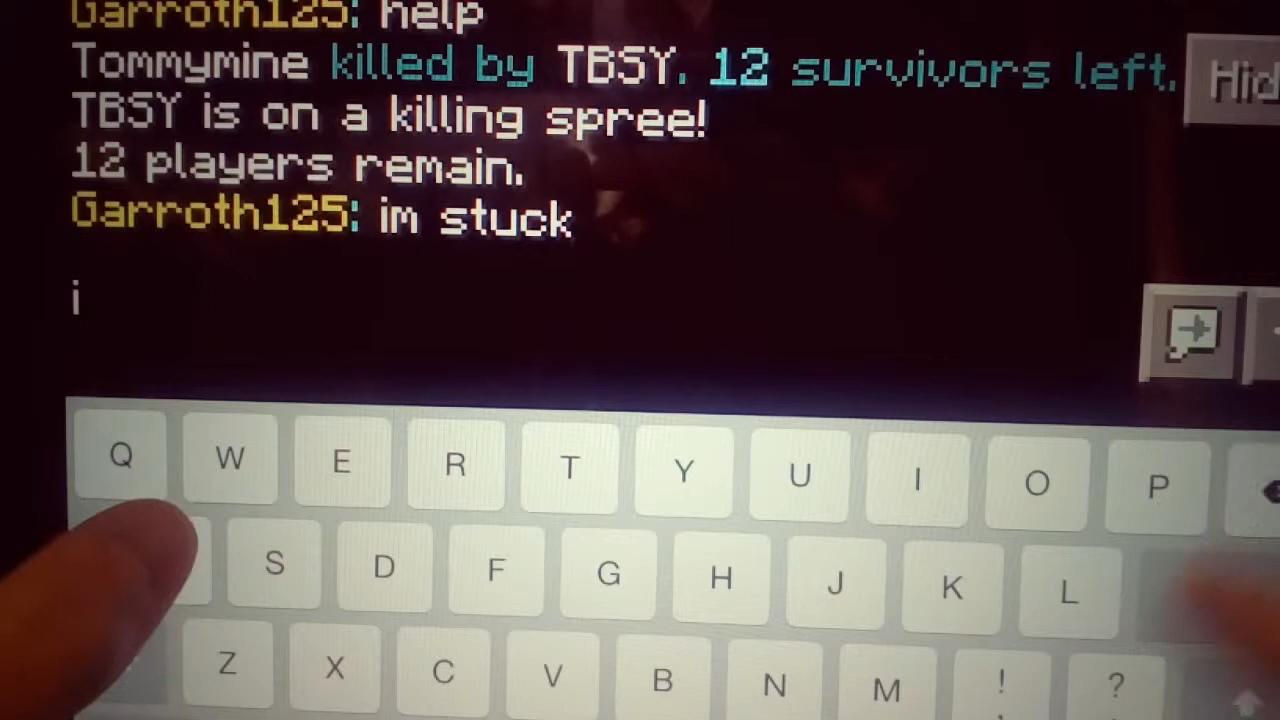 Garroth125: help
Tommymine killed by TBSY. 12 survivors left.
Hid
TBSY is on a killing spree!
12 players remain.
Garroth125: im stuck
i
Q W E R T Y U I O P
S D F G H J K L
Z X C V B N M ! ?